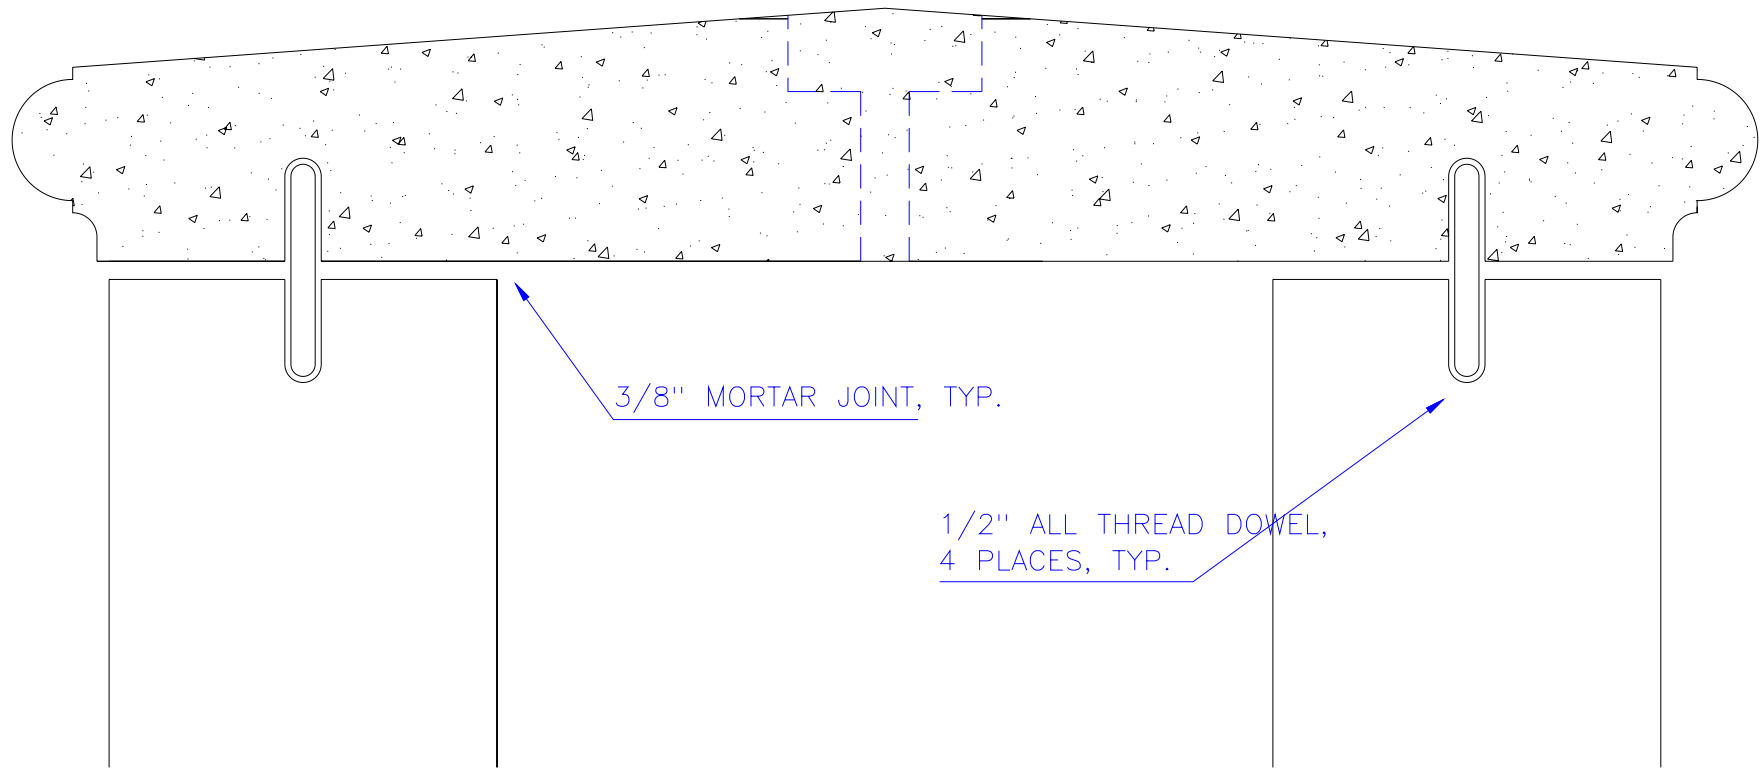 3/8" MORTAR JOINT, TYP.
1/2" ALL THREAD DOWEL,
4 PLACES, TYP.